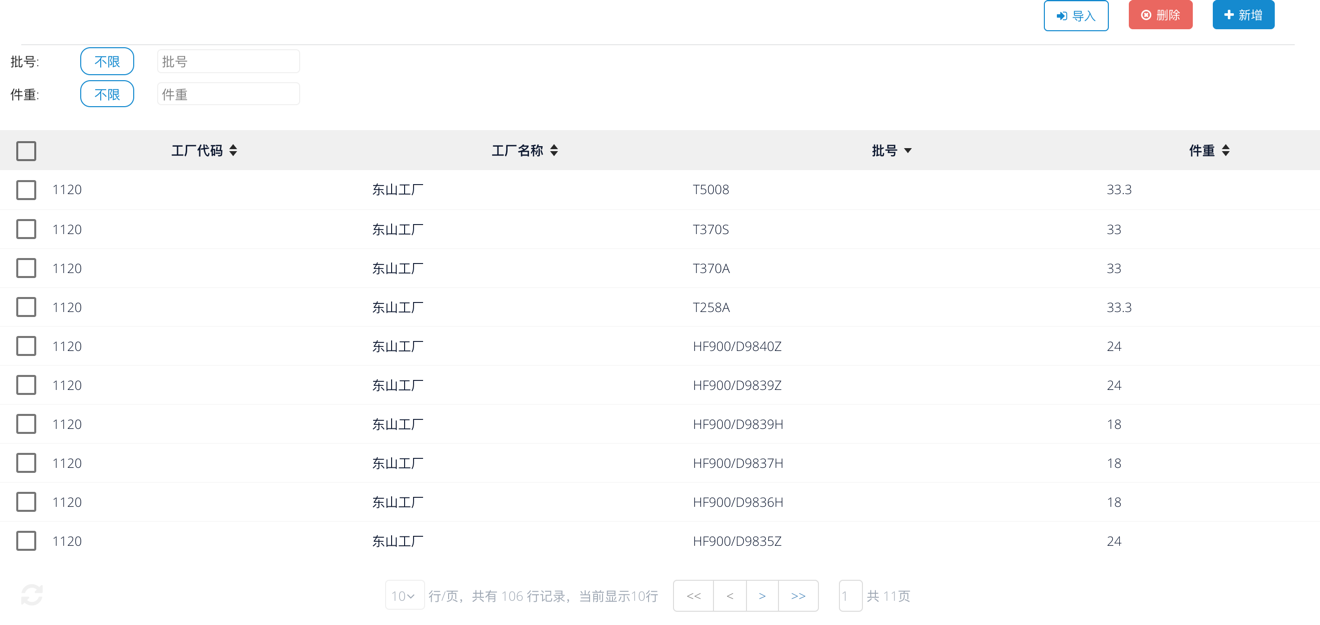 导入 删除 新增
批号: 不限 批号
件重: 不限 件重
工厂代码 工厂名称 批号 件重
1120 东山工厂 T5008 33.3
1120 东山工厂 T370S 33
1120 东山工厂 T370A 33
1120 东山工厂 T258A 33.3
1120 东山工厂 HF900/D9840Z 24
1120 东山工厂 HF900/D9839Z 24
1120 东山工厂 HF900/D9839H 18
1120 东山工厂 HF900/D9837H 18
1120 东山工厂 HF900/D9836H 18
1120 东山工厂 HF900/D9835Z 24
10 行/页，共有 106 行记录，当前显示10行 << < > >> 1 共 11页